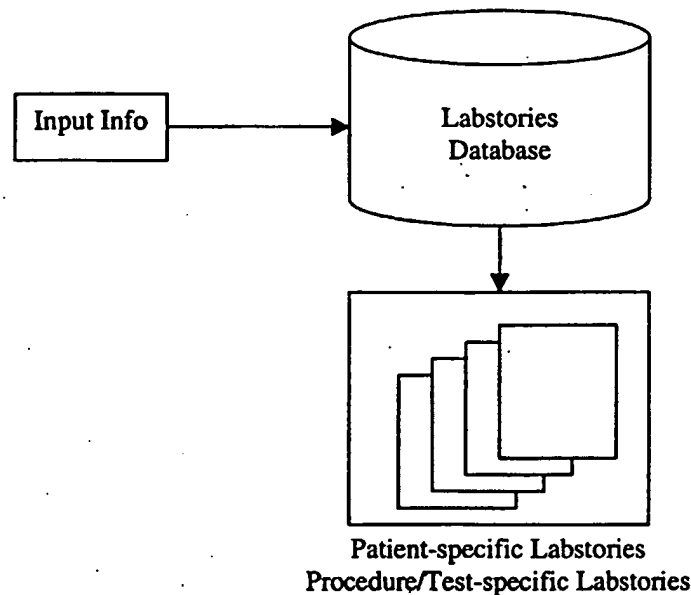 Input Info
Labstories
Database
Patient-specific Labstories
Procedure/Test-specific Labstories